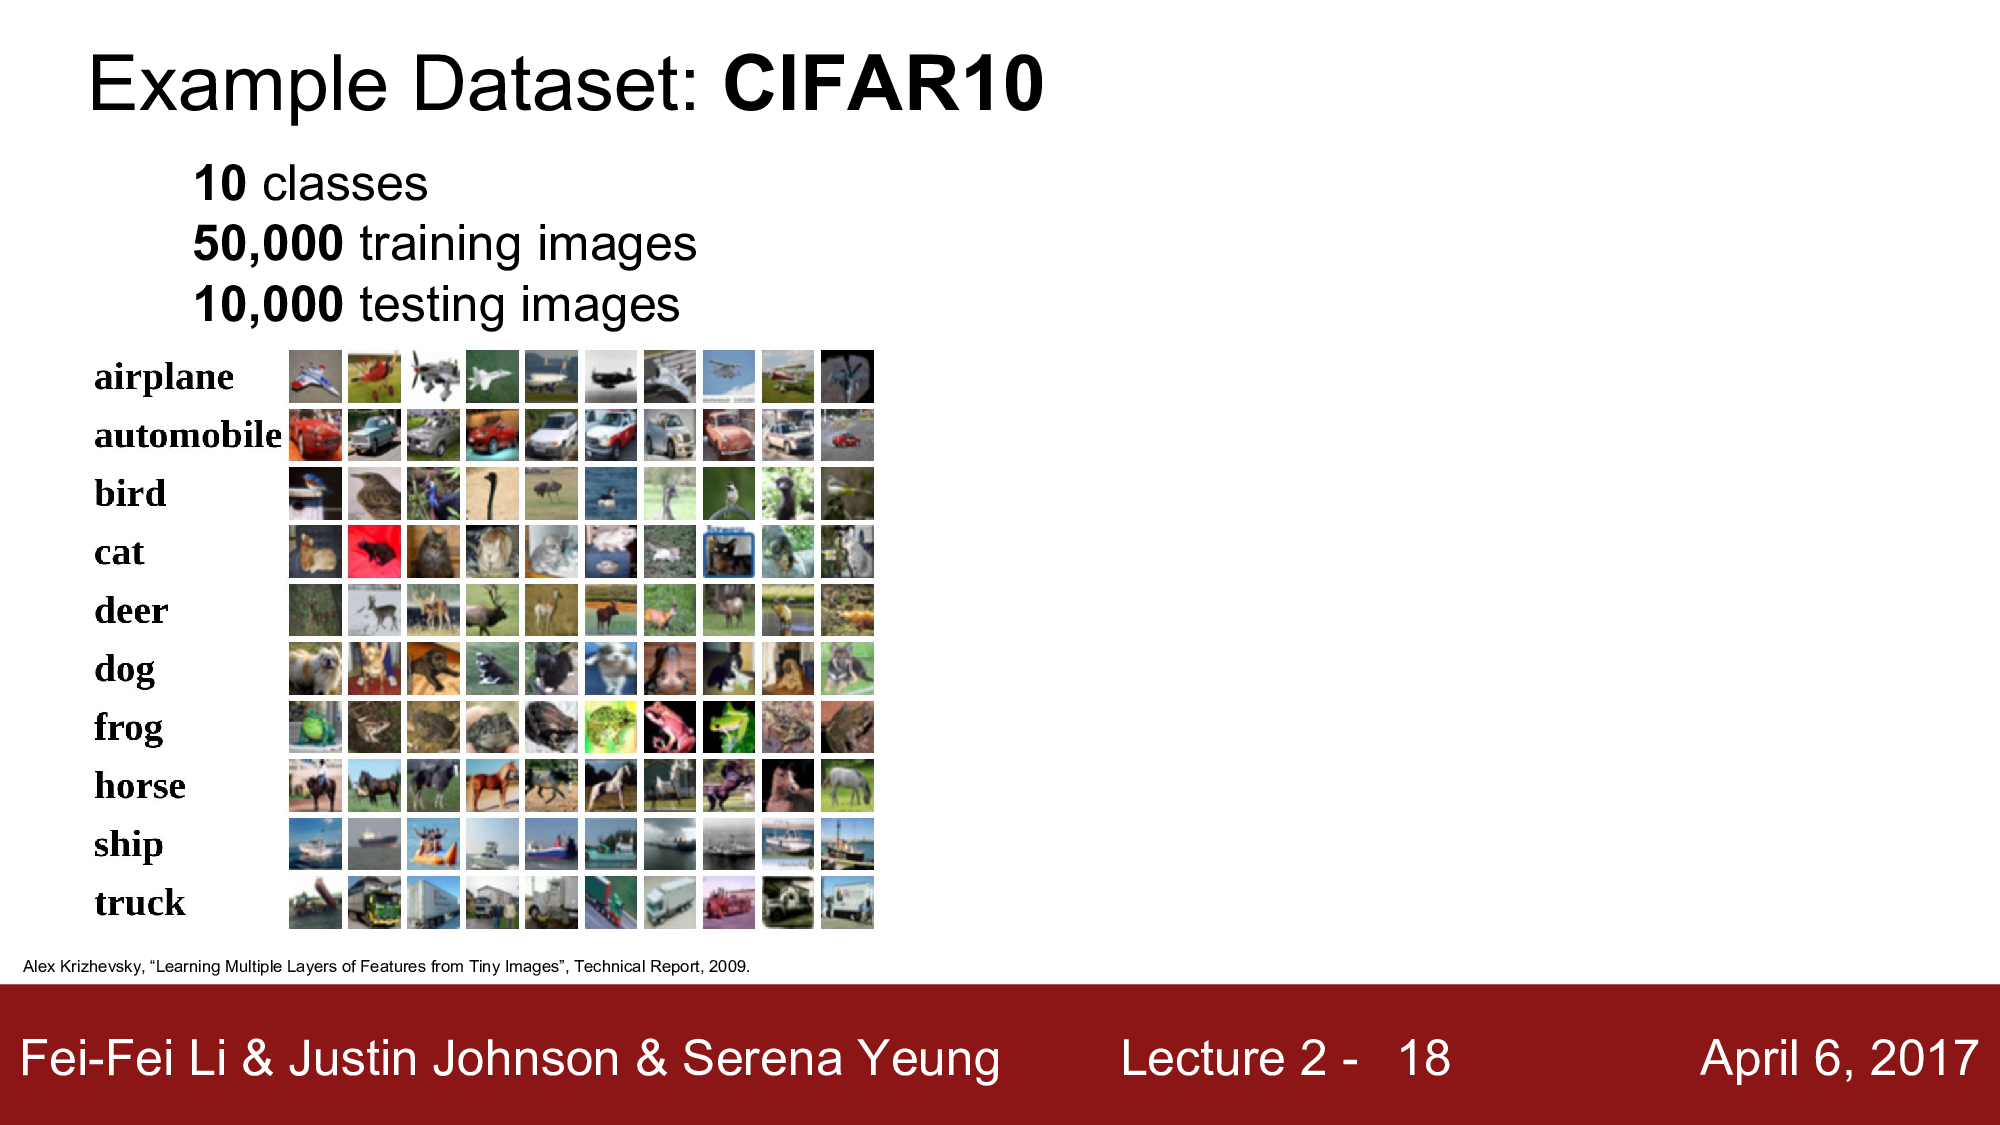 Example Dataset: CIFAR10
10 classes
50,000 training images
10,000 testing images
airplane
automobile
bird
cat
deer
dog
frog
horse
ship
truck
Alex Krizhevsky, “Learning Multiple Layers of Features from Tiny Images”, Technical Report, 2009.
Fei-Fei Li & Justin Johnson & Serena Yeung Lecture 2 - 18 April 6, 2017